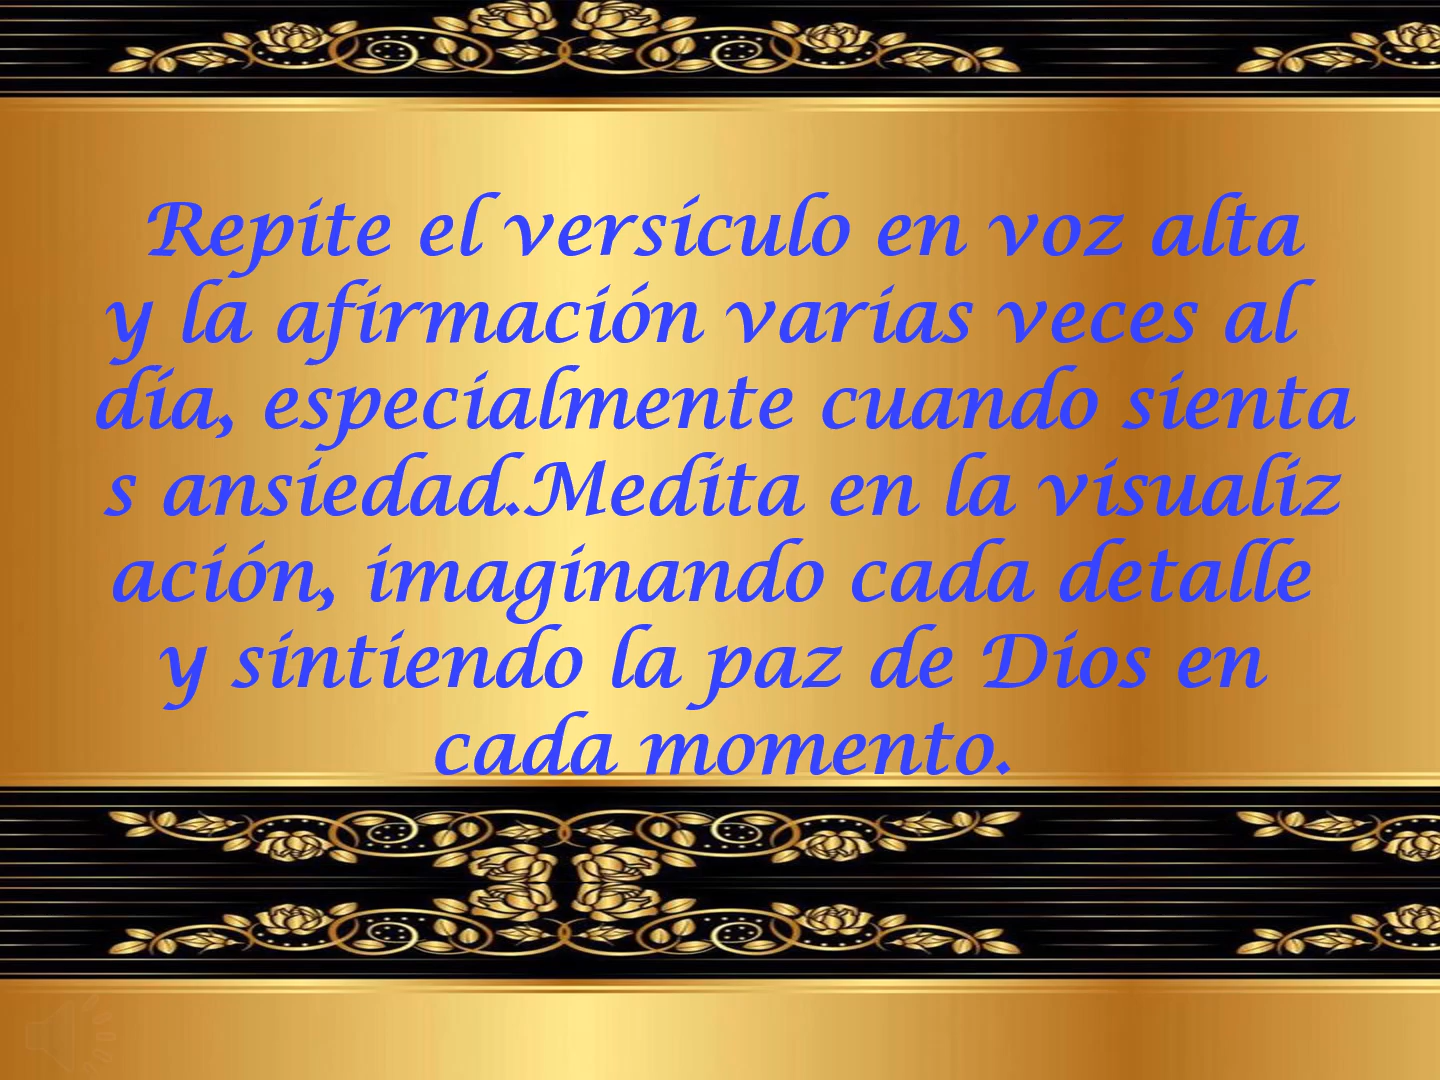 Repite el versículo en voz alta
y la afirmación varias veces al
día, especialmente cuando sienta
s ansiedad.Medita en la visualiz
ación, imaginando cada detalle
y sintiendo la paz de Dios en
cada momento.